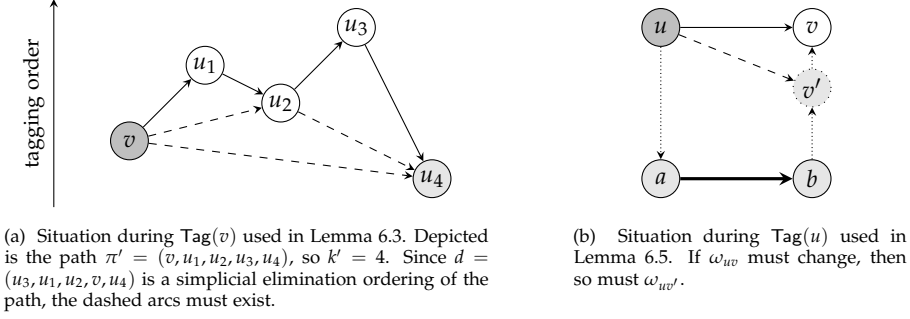 tagging order
u3
u1
u2
v
u4
u
v
v′
a
b
(a) Situation during Tag(v) used in Lemma 6.3. Depicted
is the path π′ = (v, u1, u2, u3, u4), so k′ = 4. Since d =
(u3, u1, u2, v, u4) is a simplicial elimination ordering of the
path, the dashed arcs must exist.
(b) Situation during Tag(u) used in
Lemma 6.5. If ωuv must change, then
so must ωuv′.